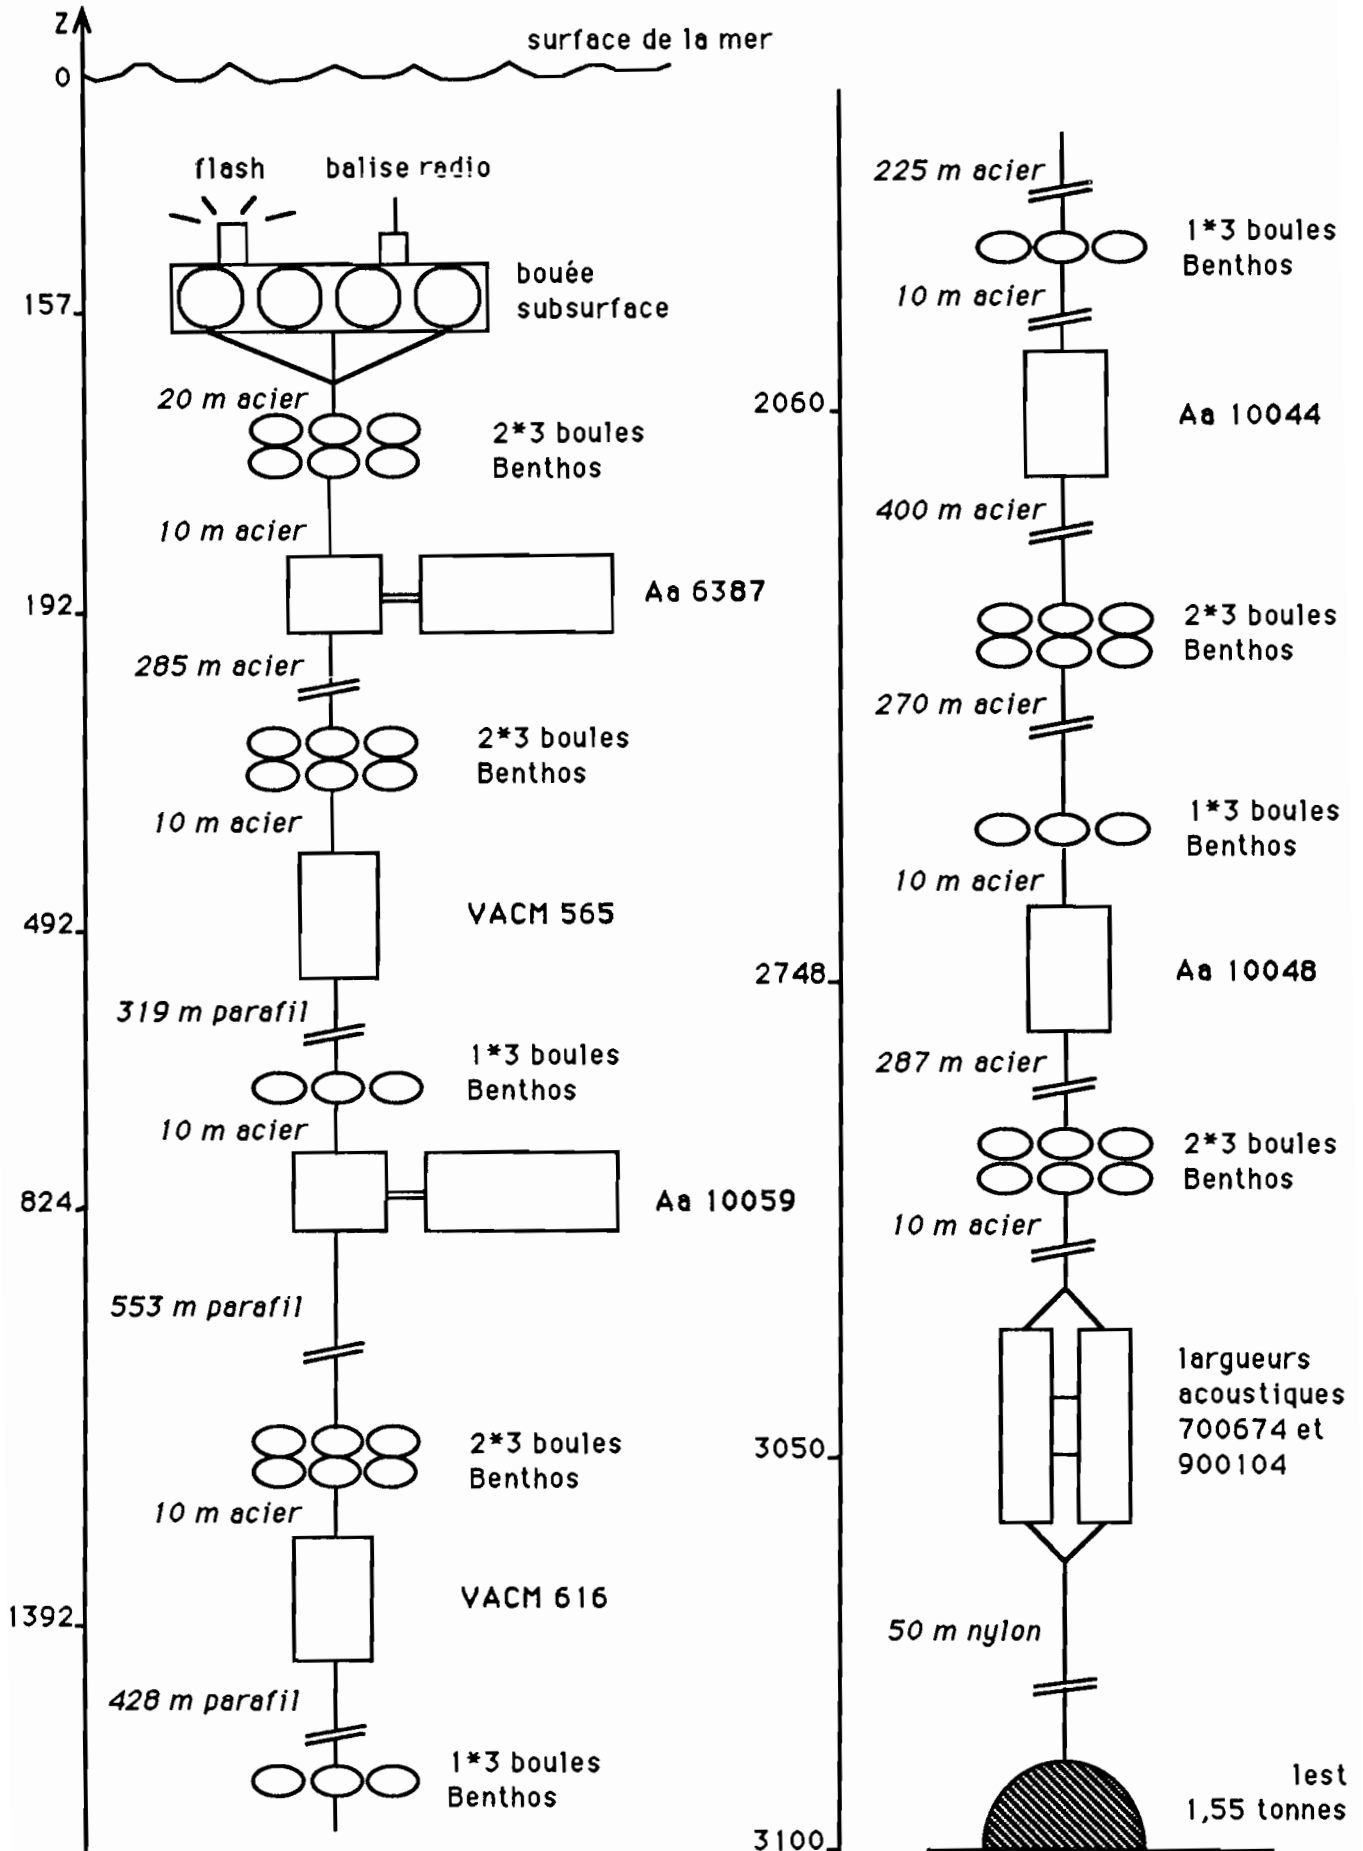 Z
surface de la mer
0
flash
balise radio
bouée
subsurface
157
20 m acier
2*3 boules
Benthos
10 m acier
Aa 6387
192
285 m acier
2*3 boules
Benthos
10 m acier
VACM 565
492
319 m parafil
1*3 boules
Benthos
10 m acier
824
Aa 10059
553 m parafil
2*3 boules
Benthos
10 m acier
VACM 616
1392
428 m parafil
1*3 boules
Benthos
225 m acier
1*3 boules
Benthos
10 m acier
2060
Aa 10044
400 m acier
2*3 boules
Benthos
270 m acier
1*3 boules
Benthos
10 m acier
2748
Aa 10048
287 m acier
2*3 boules
Benthos
10 m acier
largueurs
acoustiques
700674 et
900104
3050
50 m nylon
lest
1,55 tonnes
3100